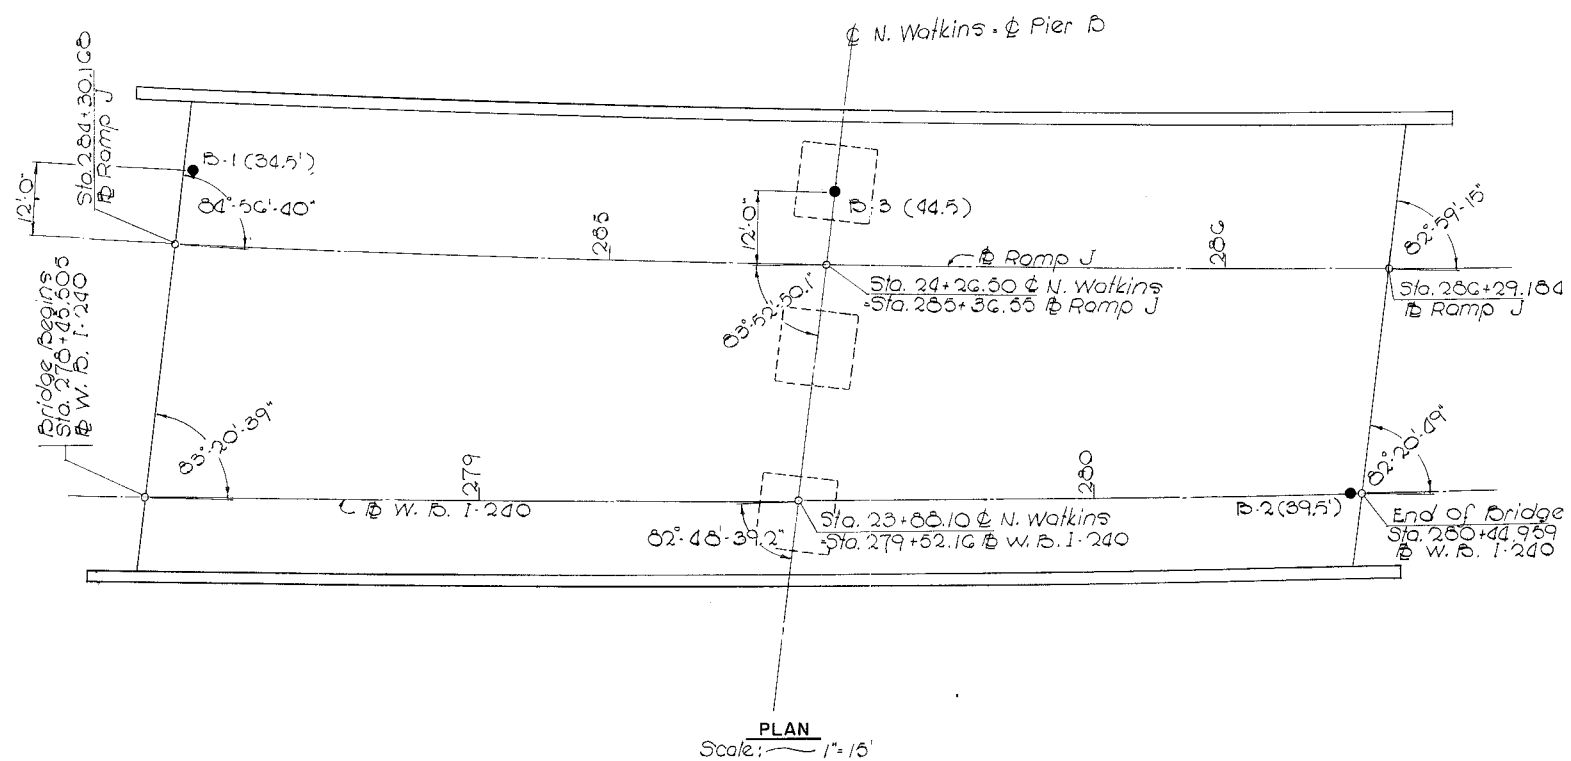 ℄ N. Watkins = ℄ Pier B
Sta. 284+30.168
℄ Ramp J
12'-0"
B-1 (34.5')
84°-56'-40"
285
12'-0"
B-3 (44.5)
286
82°-59'-15"
℄ Ramp J
Sta. 24+26.50 ℄ N. Watkins
=Sta. 285+36.55 ℄ Ramp J
83°-52'-50.1"
Sta. 286+29.184
℄ Ramp J
Bridge Begins
Sta. 278+45.505
℄ W. B. I-240
83°-20'-39"
279
℄ W. B. I-240
280
82°-20'-49"
B-2 (39.5')
82°-48'-39.2"
Sta. 23+88.10 ℄ N. Watkins
=Sta. 279+52.16 ℄ W. B. I-240
End of Bridge
Sta. 280+44.959
℄ W. B. I-240
PLAN
Scale: 1"=15'